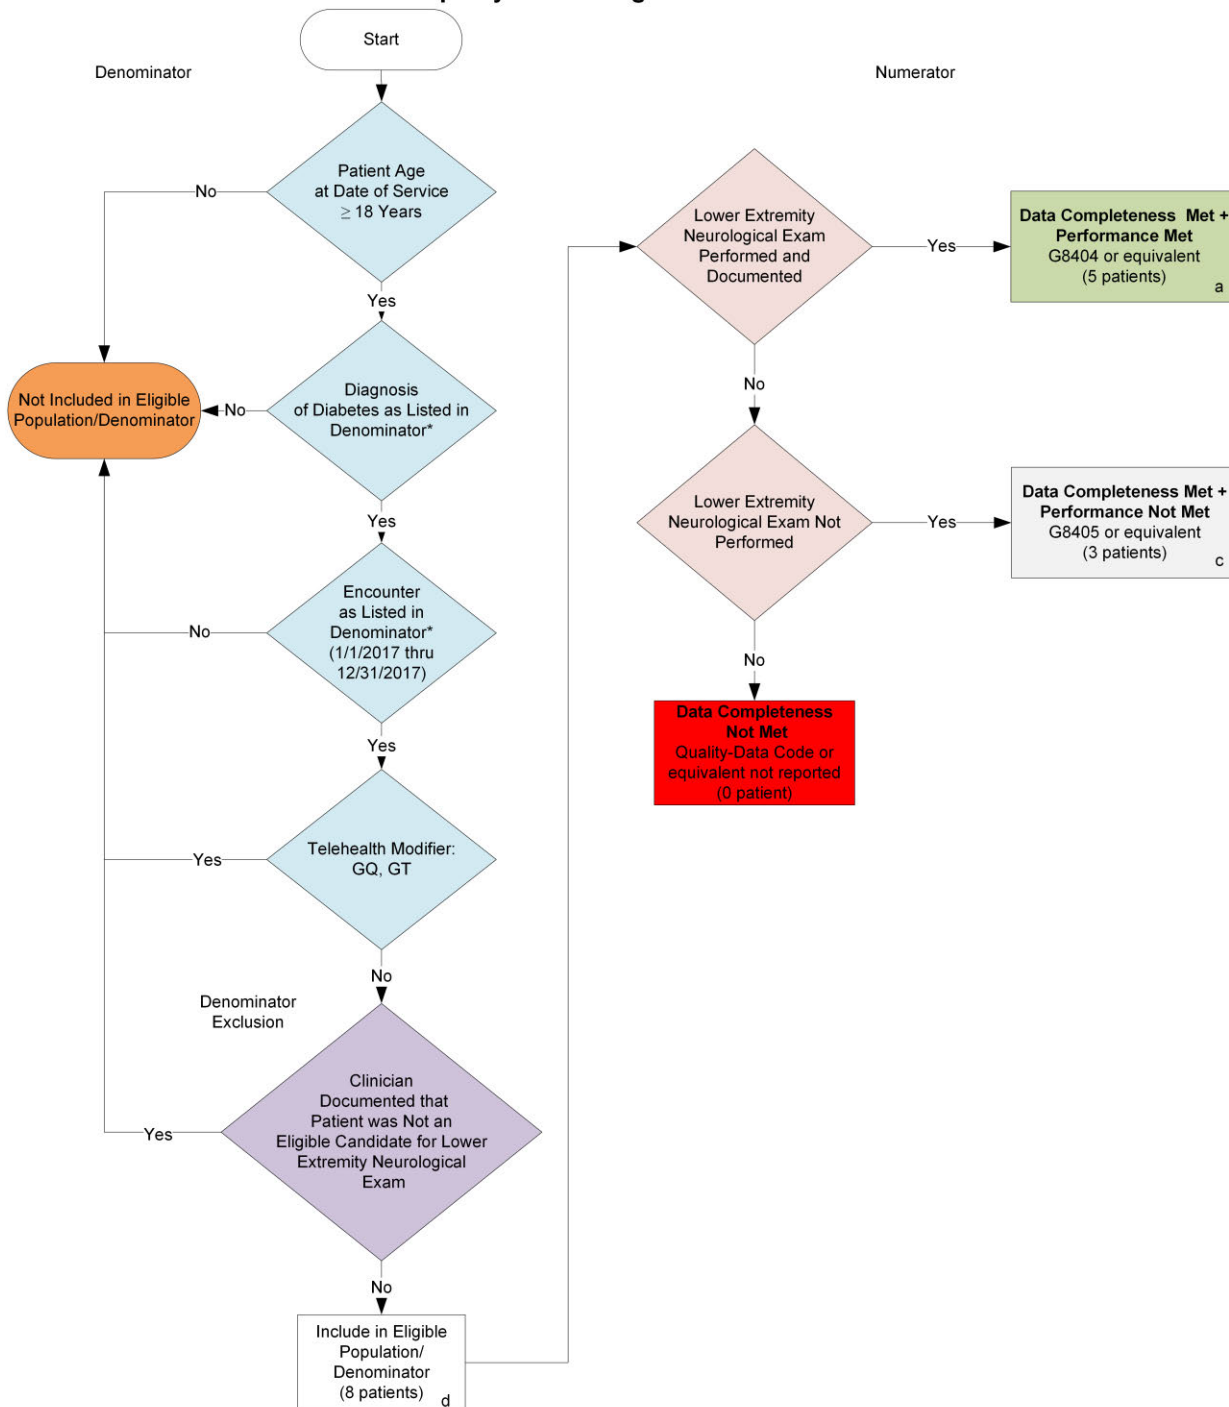 Start
Denominator
Patient Age
at Date of Service
≥ 18 Years
No
Yes
Diagnosis
of Diabetes as Listed in
Denominator*
No
Not Included in Eligible
Population/Denominator
Yes
Encounter
as Listed in
Denominator*
(1/1/2017 thru
12/31/2017)
No
Yes
Telehealth Modifier:
GQ, GT
Yes
No
Denominator
Exclusion
Clinician
Documented that
Patient was Not an
Eligible Candidate for Lower
Extremity Neurological
Exam
Yes
No
Include in Eligible
Population/
Denominator
(8 patients)
d
Numerator
Lower Extremity
Neurological Exam
Performed and
Documented
Yes
Data Completeness Met +
Performance Met
G8404 or equivalent
(5 patients)
a
No
Lower Extremity
Neurological Exam Not
Performed
Yes
Data Completeness Met +
Performance Not Met
G8405 or equivalent
(3 patients)
c
No
Data Completeness
Not Met
Quality-Data Code or
equivalent not reported
(0 patient)